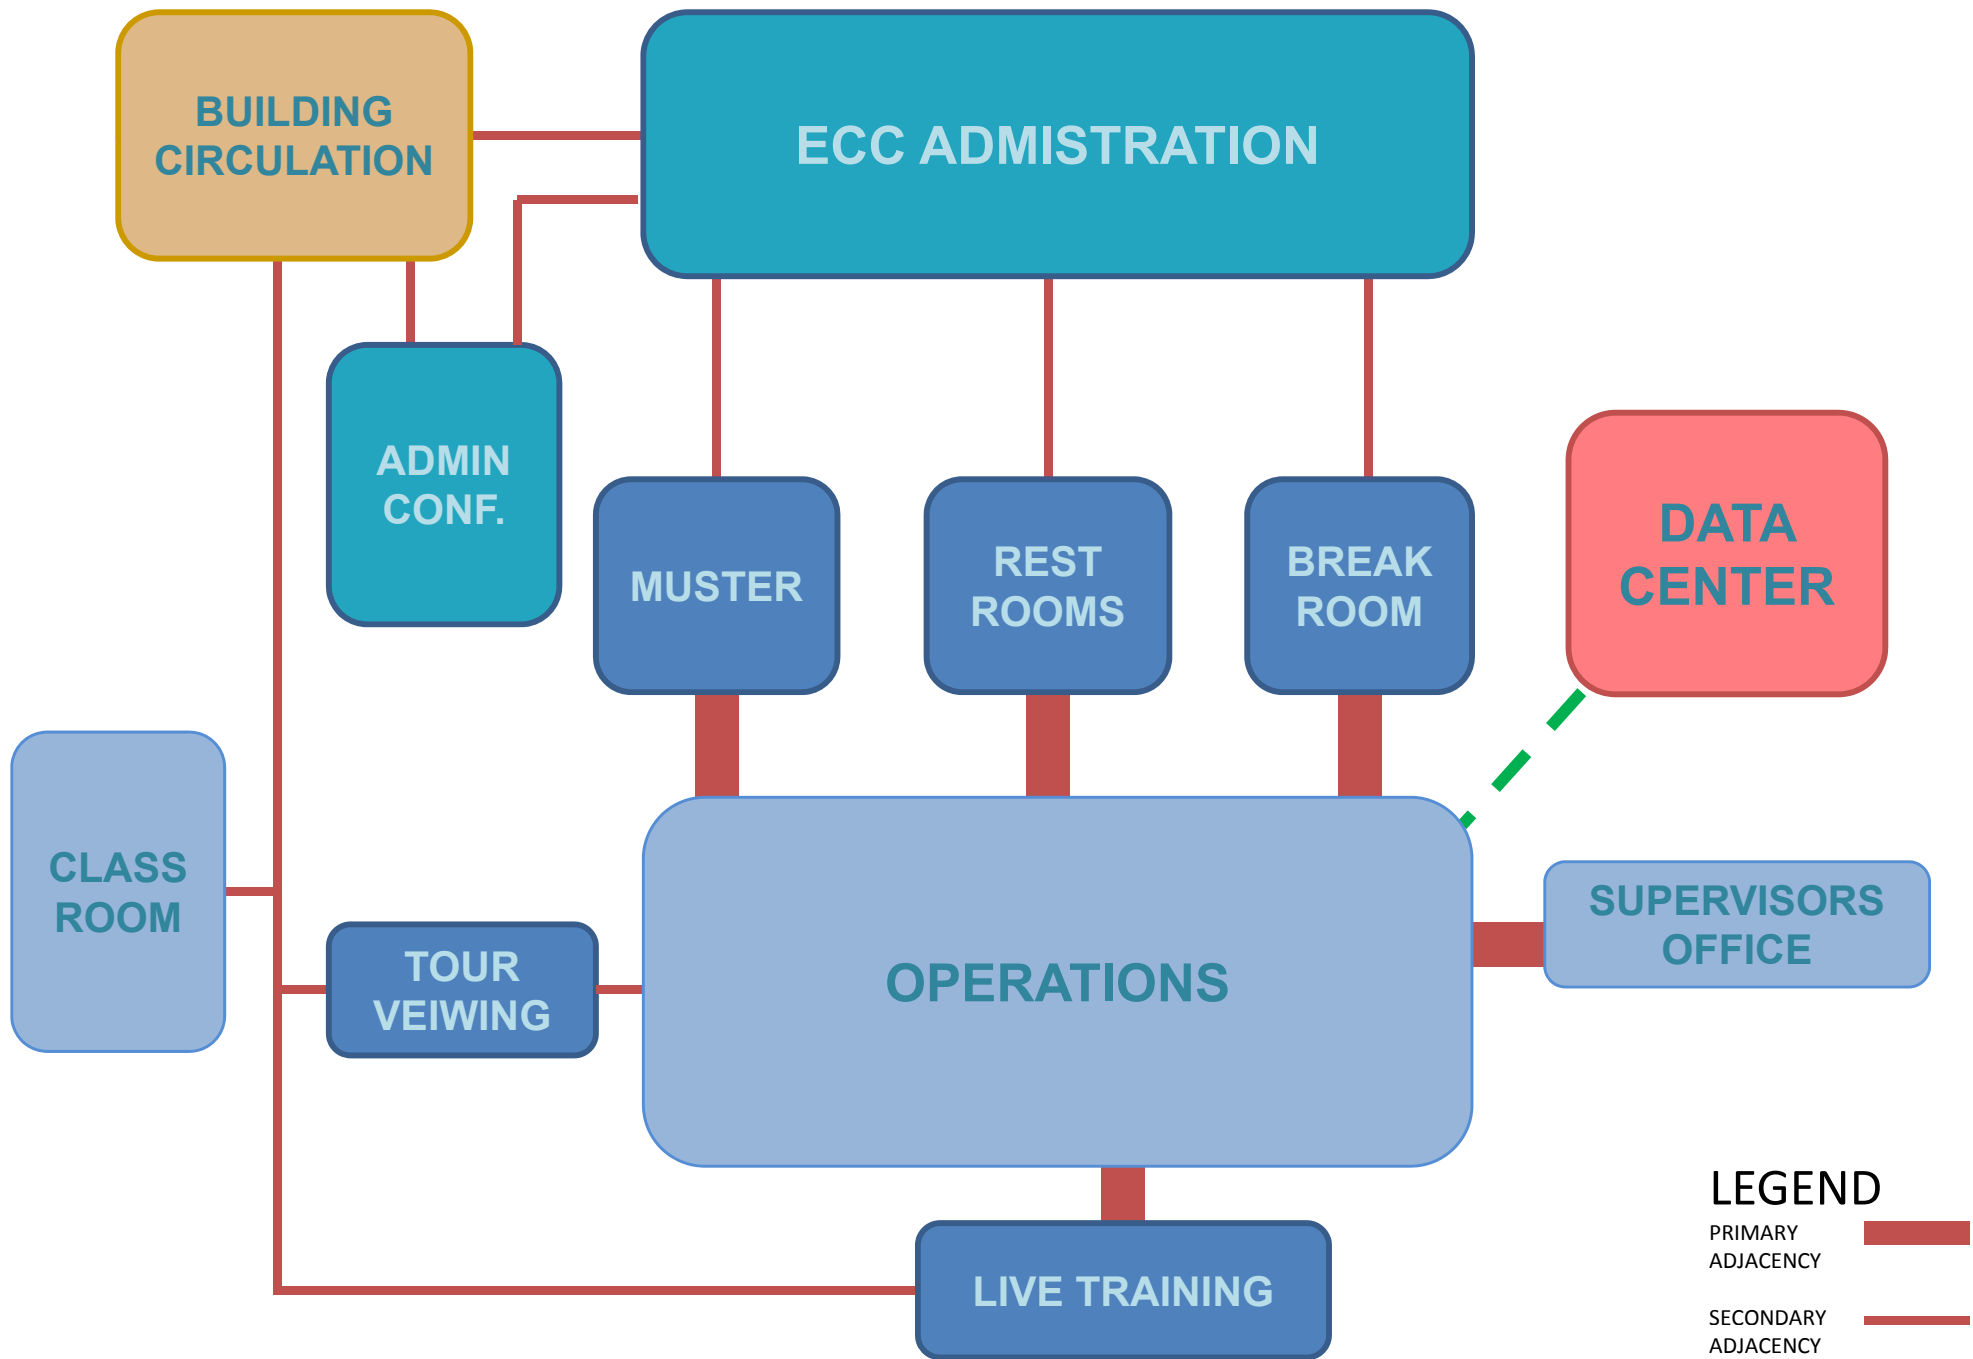 BUILDING
CIRCULATION
ECC ADMISTRATION
ADMIN
CONF.
MUSTER
REST
ROOMS
BREAK
ROOM
DATA
CENTER
CLASS
ROOM
TOUR
VEIWING
OPERATIONS
SUPERVISORS
OFFICE
LIVE TRAINING
LEGEND
PRIMARY
ADJACENCY
SECONDARY
ADJACENCY